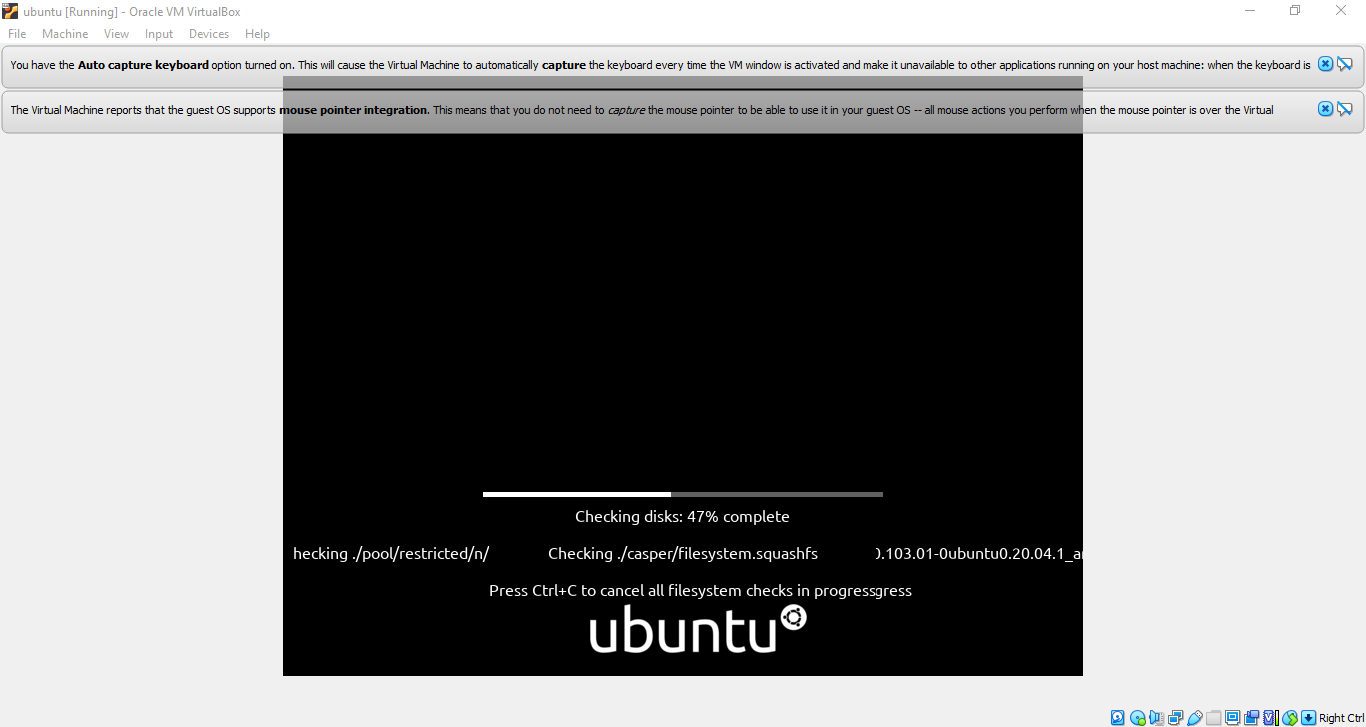 ubuntu [Running] - Oracle VM VirtualBox
File Machine View Input Devices Help
You have the Auto capture keyboard option turned on. This will cause the Virtual Machine to automatically capture the keyboard every time the VM window is activated and make it unavailable to other applications running on your host machine: when the keyboard is
The Virtual Machine reports that the guest OS supports mouse pointer integration. This means that you do not need to capture the mouse pointer to be able to use it in your guest OS -- all mouse actions you perform when the mouse pointer is over the Virtual
Checking disks: 47% complete
hecking ./pool/restricted/n/ Checking ./casper/filesystem.squashfs 0.103.01-0ubuntu0.20.04.1_a
Press Ctrl+C to cancel all filesystem checks in progressgress
ubuntu
Right Ctrl